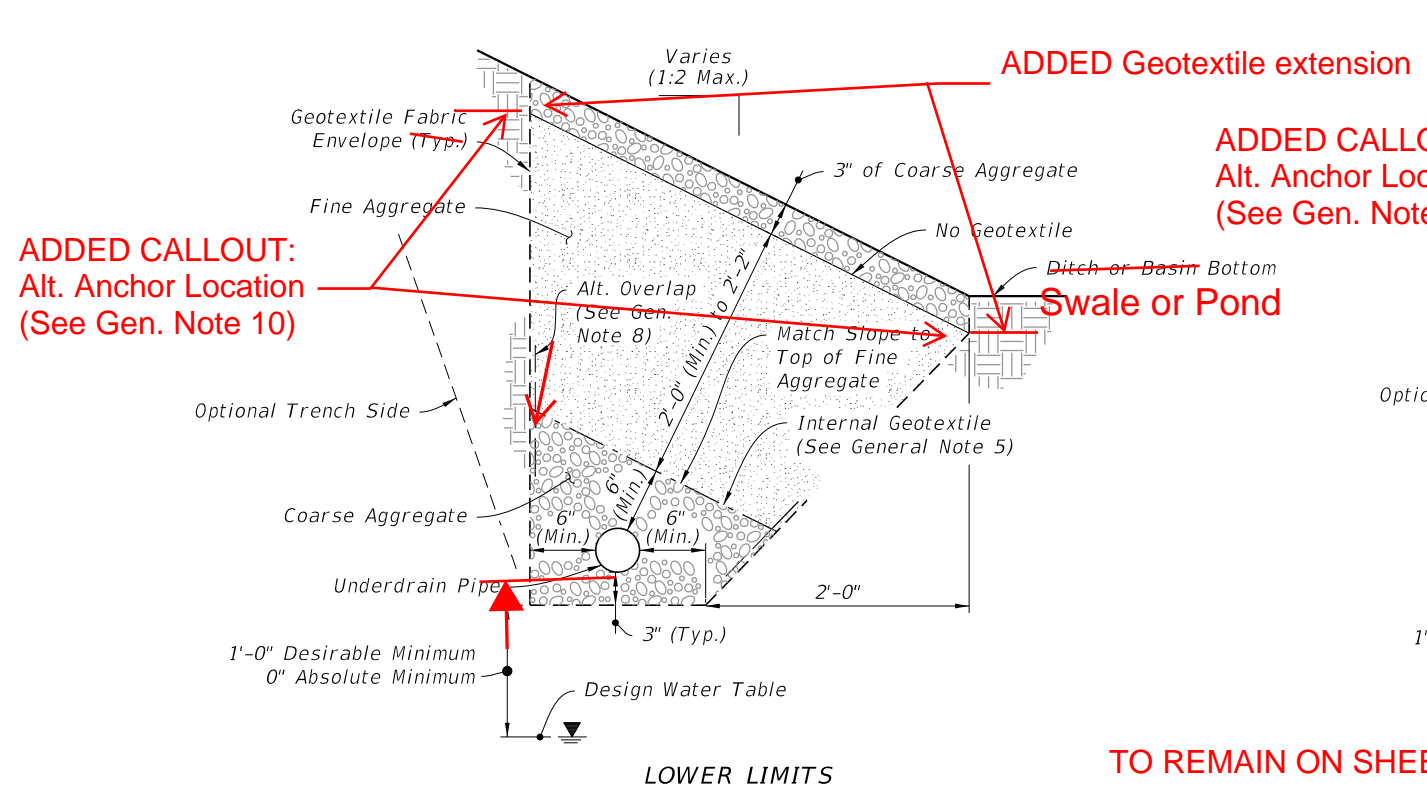 Varies
(1:2 Max.)
ADDED Geotextile extension
Geotextile Fabric
Envelope (Typ.)
3" of Coarse Aggregate
ADDED CALLO
Alt. Anchor Loc
(See Gen. Note
Fine Aggregate
No Geotextile
ADDED CALLOUT:
Alt. Anchor Location
(See Gen. Note 10)
Ditch or Basin Bottom
Swale or Pond
Alt. Overlap
(See Gen.
Note 8)
2'-0" (Min.) to 2'-2"
Match Slope to
Top of Fine
Aggregate
Optional Trench Side
Optio
Internal Geotextile
(See General Note 5)
6"
(Min.)
Coarse Aggregate
6"
(Min.)
6"
(Min.)
Underdrain Pipe
2'-0"
3" (Typ.)
1'
1'-0" Desirable Minimum
0" Absolute Minimum
Design Water Table
TO REMAIN ON SHEE
LOWER LIMITS